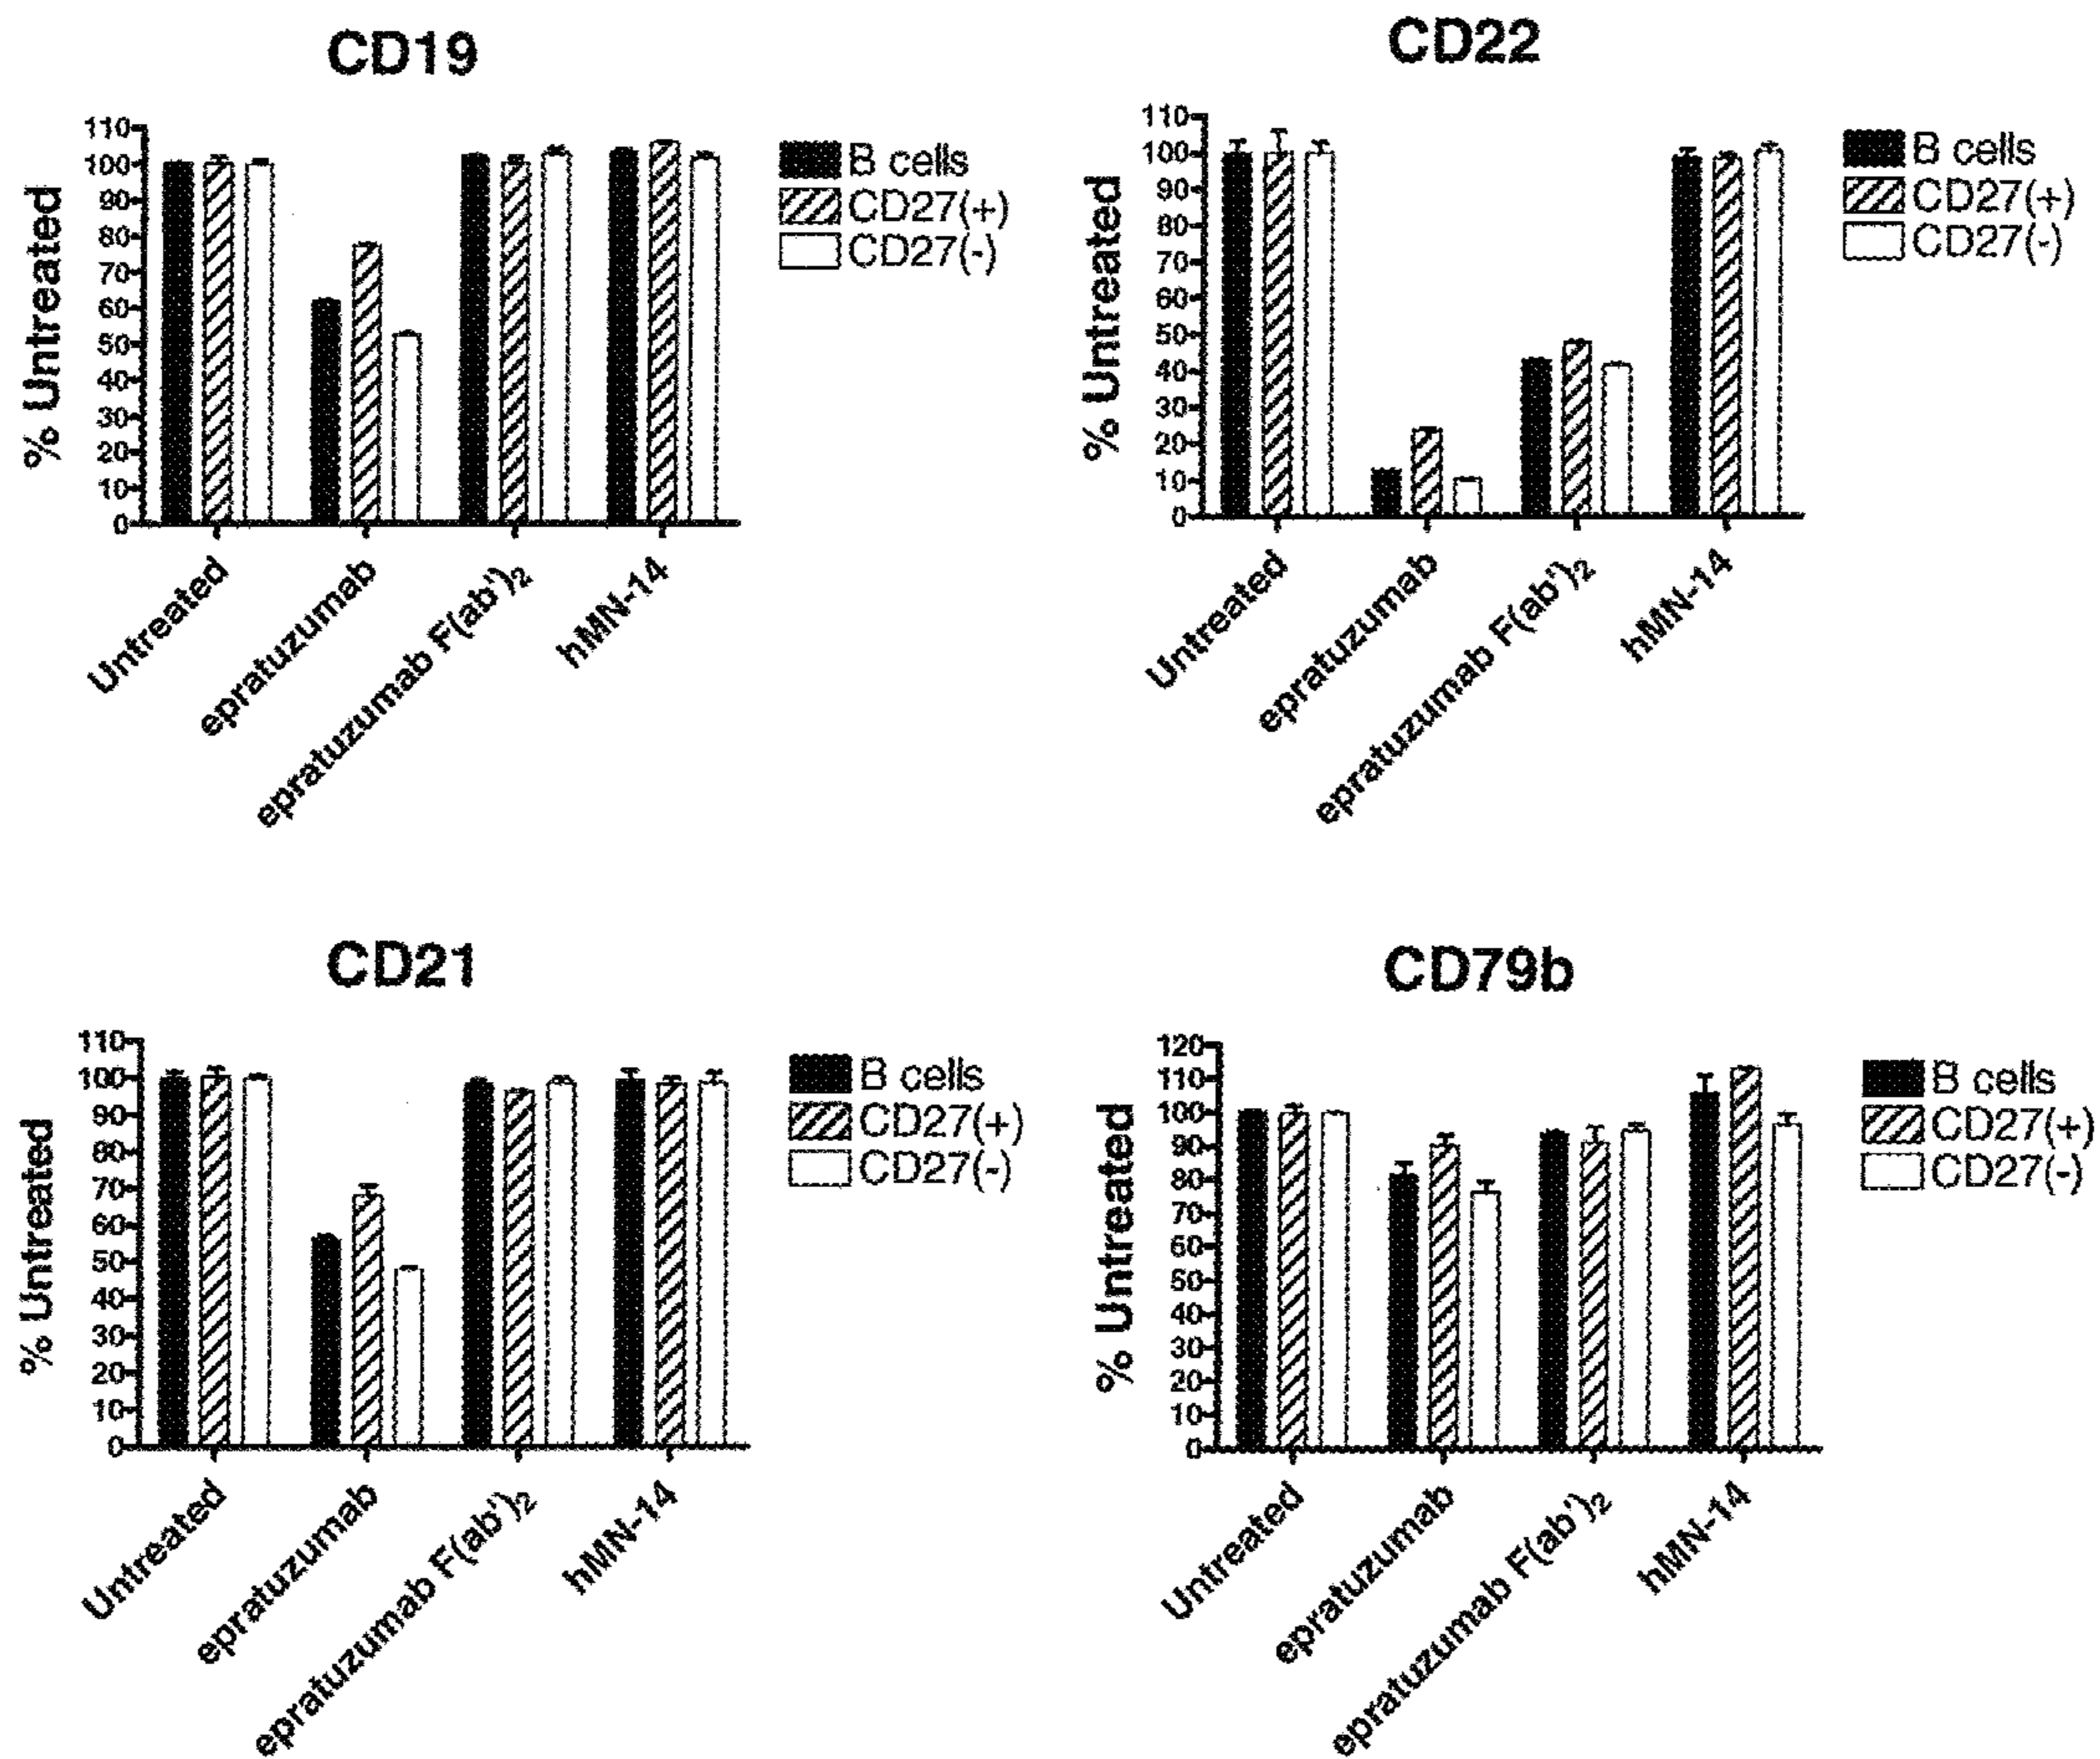 CD19
% Untreated
110
100
90
80
70
60
50
40
30
20
10
0
Untreated
epratuzumab
epratuzumab F(ab')2
hMN-14
B cells
CD27(+)
CD27(-)
CD22
% Untreated
110
100
90
80
70
60
50
40
30
20
10
0
Untreated
epratuzumab
epratuzumab F(ab')2
hMN-14
B cells
CD27(+)
CD27(-)
CD21
% Untreated
110
100
90
80
70
60
50
40
30
20
10
0
Untreated
epratuzumab
epratuzumab F(ab')2
hMN-14
B cells
CD27(+)
CD27(-)
CD79b
% Untreated
120
110
100
90
80
70
60
50
40
30
20
10
0
Untreated
epratuzumab
epratuzumab F(ab')2
hMN-14
B cells
CD27(+)
CD27(-)